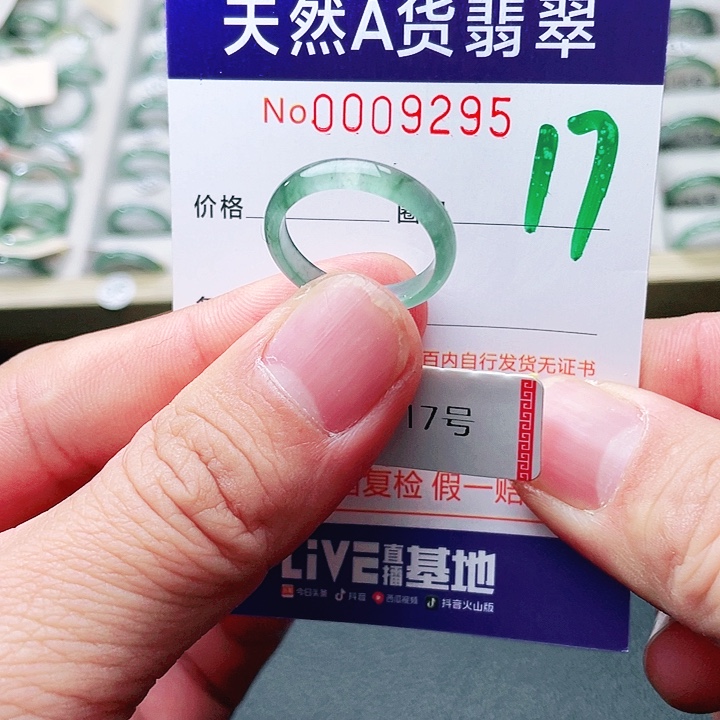 天然A货翡翠
No0009295
17
价格 圈口
百内自行发货无证书
17号
复检 假一赔
LiVE直播基地
今日头条 抖音 西瓜视频 抖音火山版